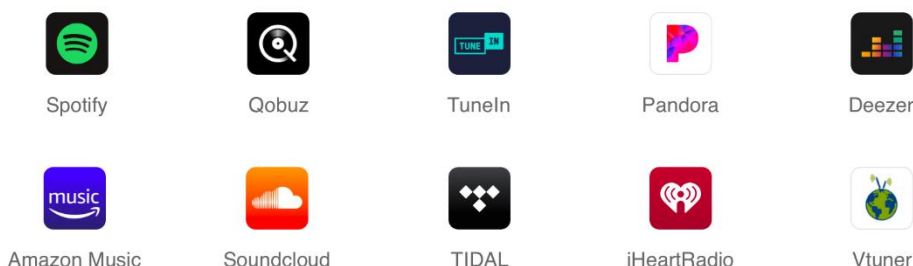 TUNE IN
Spotify
Qobuz
TuneIn
Pandora
Deezer
music
Amazon Music
Soundcloud
TIDAL
iHeartRadio
Vtuner